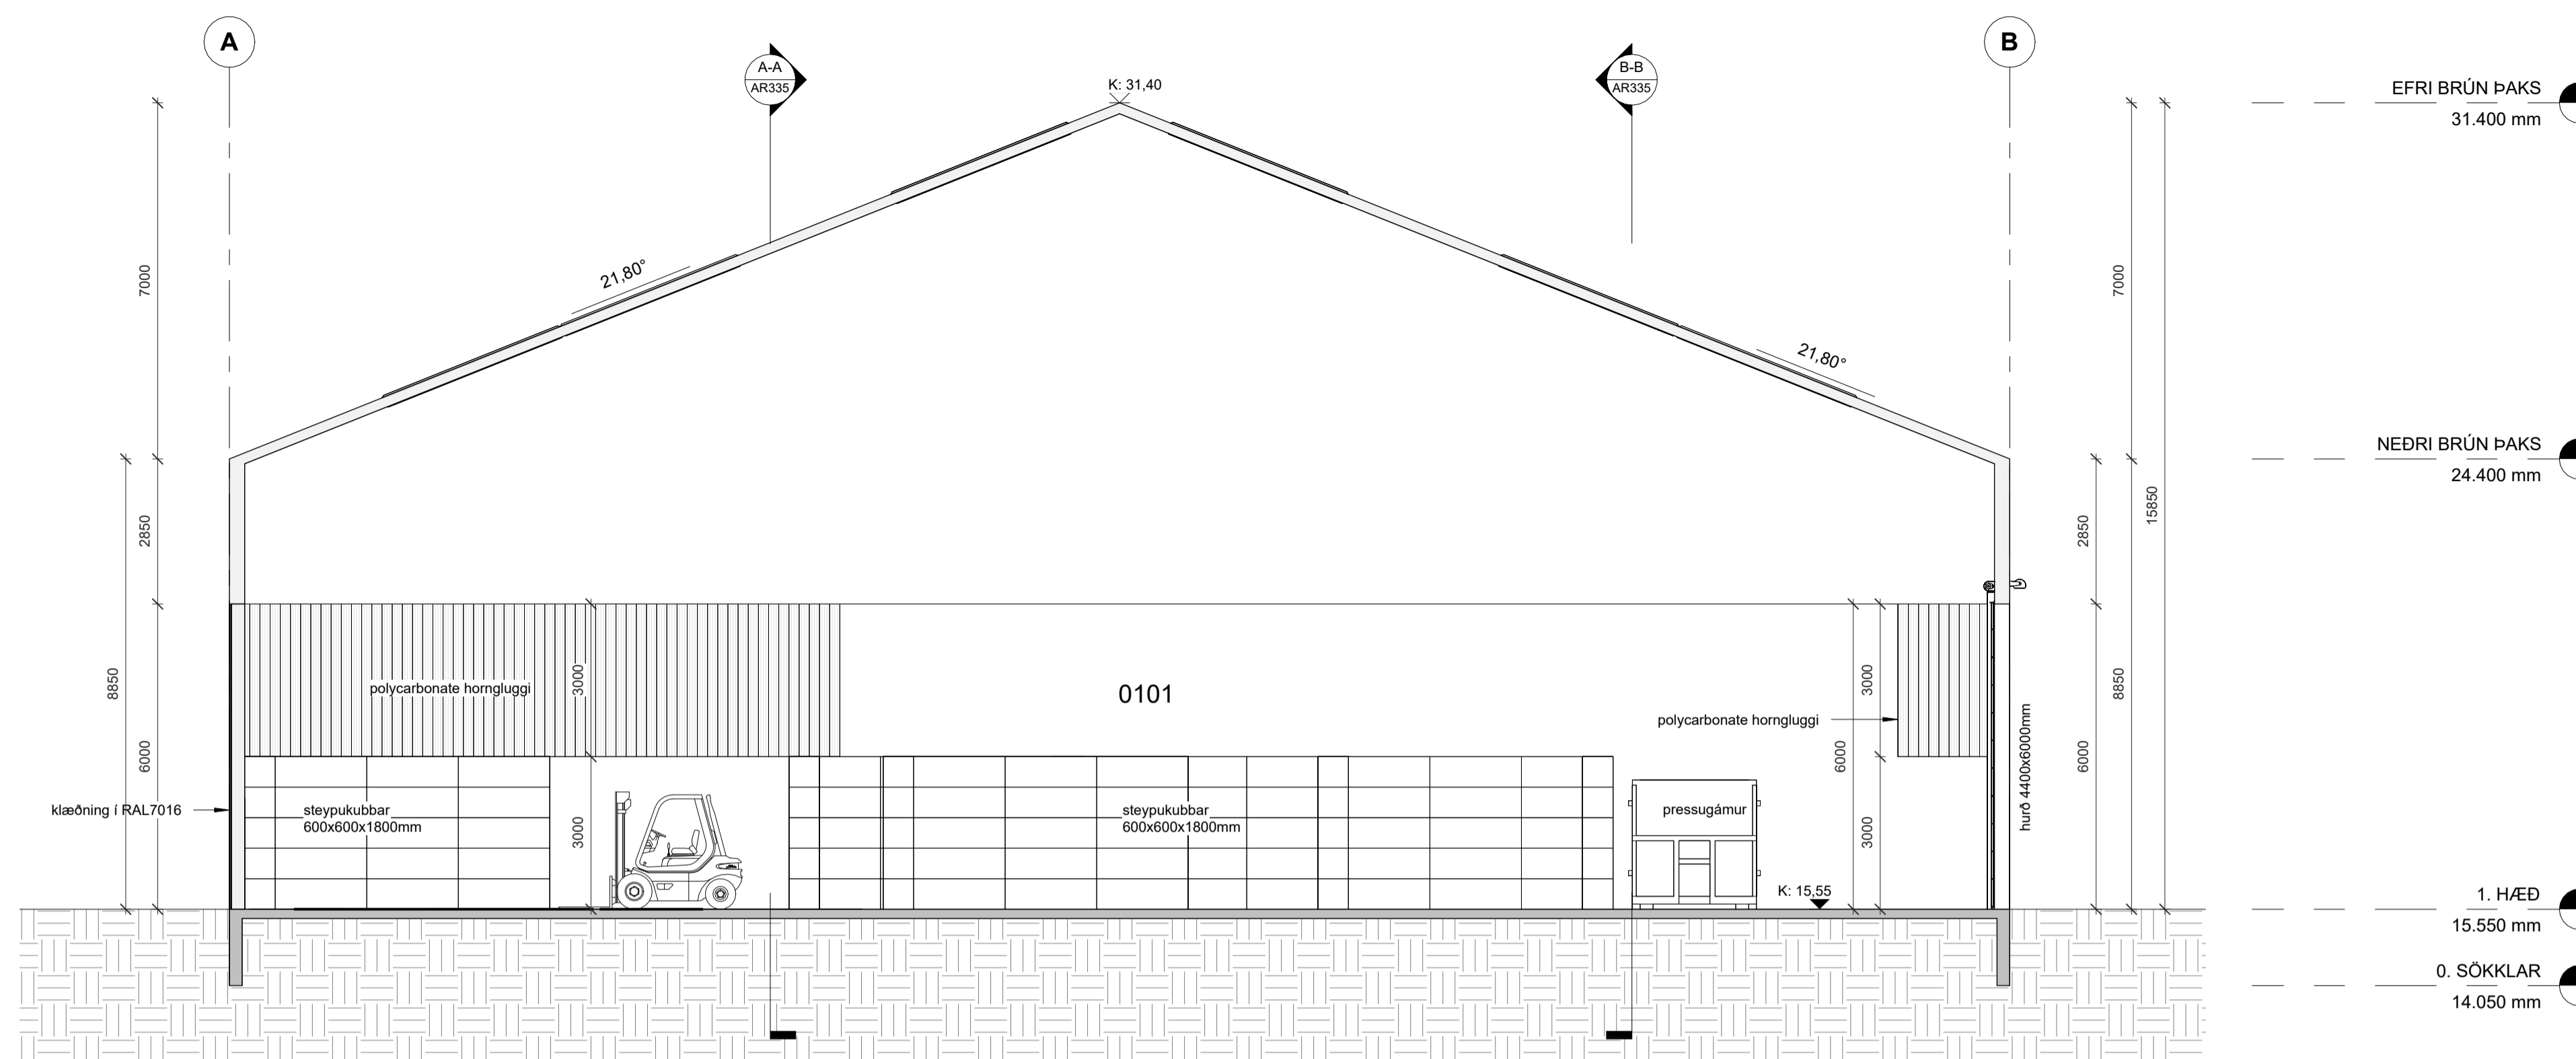 A
B
A-A
AR335
B-B
AR335
K: 31,40
EFRI BRÚN ÞAKS
31.400 mm
21,80°
21,80°
7000
7000
NEÐRI BRÚN ÞAKS
24.400 mm
2850
2850
15850
8850
6000
polycarbonate horngluggi
3000
0101
3000
polycarbonate horngluggi
6000
hurð 4400x6000mm
6000
8850
klæðning í RAL7016
steypukubbar
600x600x1800mm
3000
steypukubbar
600x600x1800mm
pressugámur
3000
K: 15,55
1. HÆÐ
15.550 mm
0. SÖKKLAR
14.050 mm